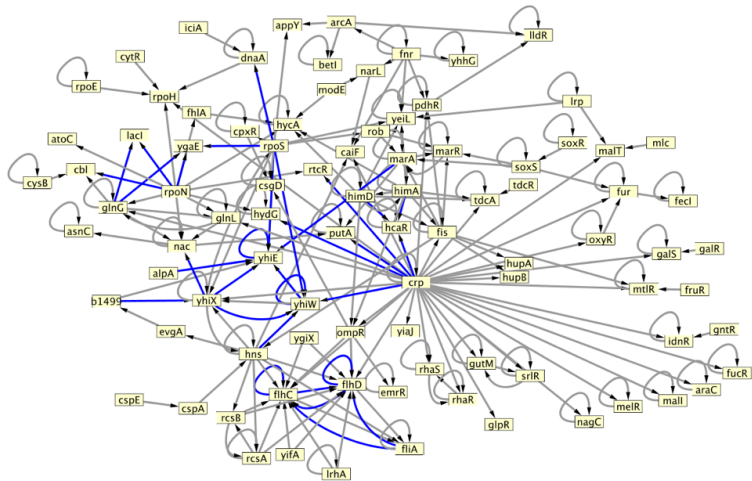 iciA
appY
arcA
lldR
cytR
dnaA
betI
fnr
yhhG
narL
rpoE
rpoH
modE
pdhR
lrp
fhlA
hycA
yeiL
atoC
lacI
cpxR
rob
soxR
ygaE
rpoS
caiF
marA
marR
malT
mlc
cbl
rtcR
soxS
cysB
rpoN
csgD
himD
himA
tdcR
fur
fecI
glnG
glnL
hydG
tdcA
asnC
nac
putA
hcaR
fis
oxyR
yhiE
galS
galR
alpA
hupA
crp
hupB
b1499
yhiX
yhiW
mtlR
fruR
evgA
ygiX
ompR
yiaJ
gntR
idnR
hns
rhaS
gutM
flhD
srlR
fucR
cspE
cspA
flhC
emrR
rhaR
araC
malI
melR
rcsB
glpR
nagC
fliA
rcsA
yifA
lrhA